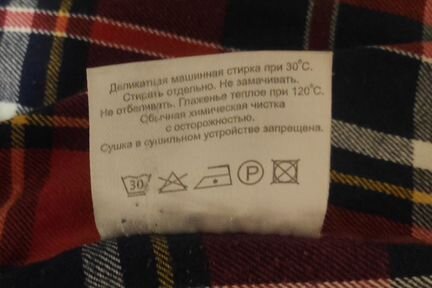 Деликатная машинная стирка при 30°С.
Стирать отдельно. Не замачивать.
Не отбеливать. Глаженье теплое при 120°С.
Обычная химическая чистка
с осторожностью.
Сушка в сушильном устройстве запрещена.
30 P